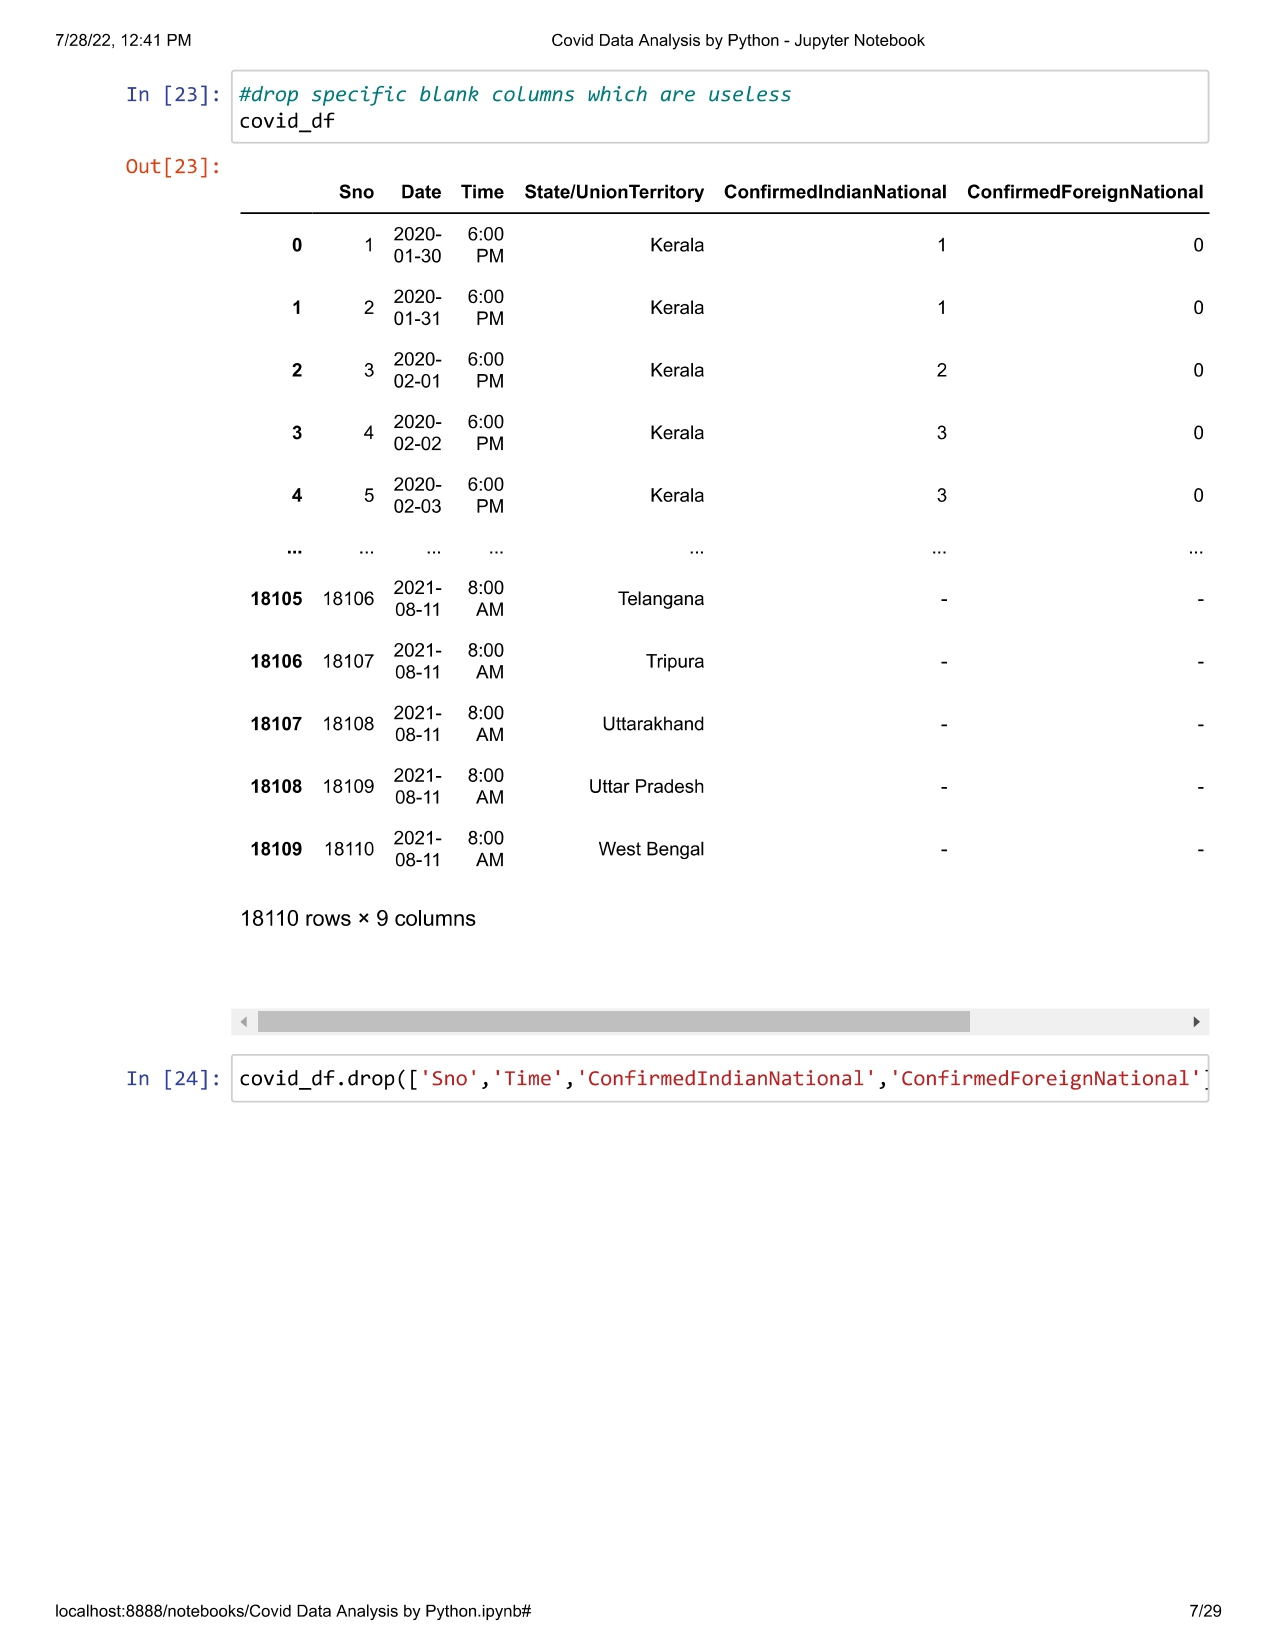 7/28/22, 12:41 PM Covid Data Analysis by Python - Jupyter Notebook
In [23]: #drop specific blank columns which are useless
covid_df
Out[23]:
Sno Date Time State/UnionTerritory ConfirmedIndianNational ConfirmedForeignNational
0 1 2020-01-30 6:00 PM Kerala 1 0
1 2 2020-01-31 6:00 PM Kerala 1 0
2 3 2020-02-01 6:00 PM Kerala 2 0
3 4 2020-02-02 6:00 PM Kerala 3 0
4 5 2020-02-03 6:00 PM Kerala 3 0
... ... ... ... ... ... ...
18105 18106 2021-08-11 8:00 AM Telangana - -
18106 18107 2021-08-11 8:00 AM Tripura - -
18107 18108 2021-08-11 8:00 AM Uttarakhand - -
18108 18109 2021-08-11 8:00 AM Uttar Pradesh - -
18109 18110 2021-08-11 8:00 AM West Bengal - -
18110 rows × 9 columns
In [24]: covid_df.drop(['Sno','Time','ConfirmedIndianNational','ConfirmedForeignNational']
localhost:8888/notebooks/Covid Data Analysis by Python.ipynb# 7/29